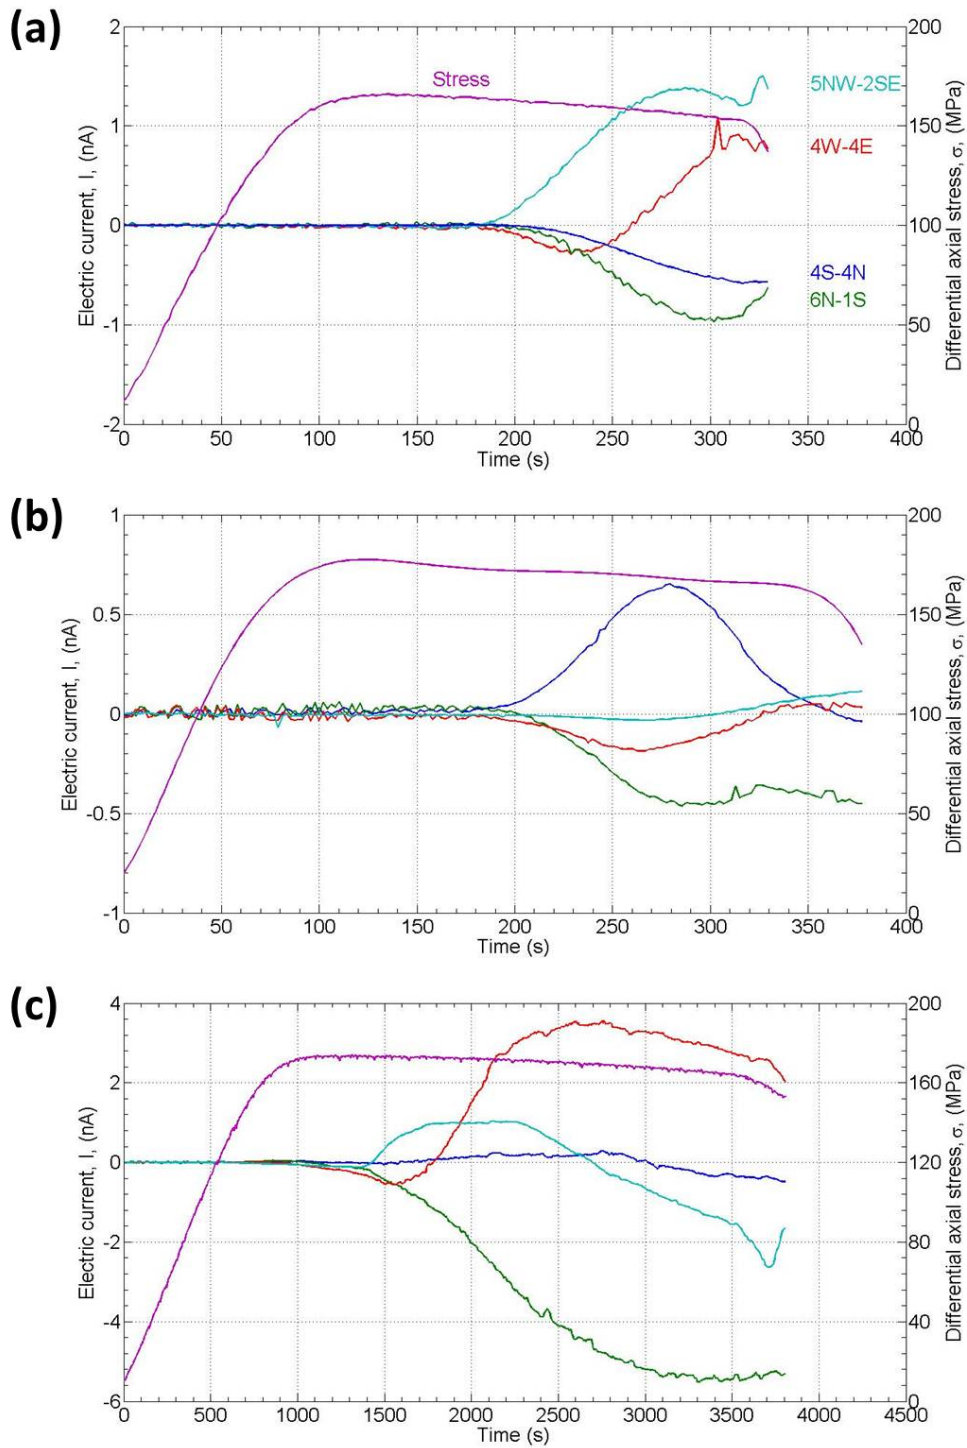 (a)
2
200
Stress
5NW-2SE
1
150
4W-4E
Electric current, I, (nA)
0
100
Differential axial stress, σ, (MPa)
4S-4N
6N-1S
-1
50
-2
0
0 50 100 150 200 250 300 350 400
Time (s)
(b)
1
200
0.5
150
Electric current, I, (nA)
0
100
Differential axial stress, σ, (MPa)
-0.5
50
-1
0
0 50 100 150 200 250 300 350 400
Time (s)
(c)
4
200
2
160
Electric current, I, (nA)
0
120
Differential axial stress, σ, (MPa)
-2
80
-4
40
-6
0
0 500 1000 1500 2000 2500 3000 3500 4000 4500
Time (s)